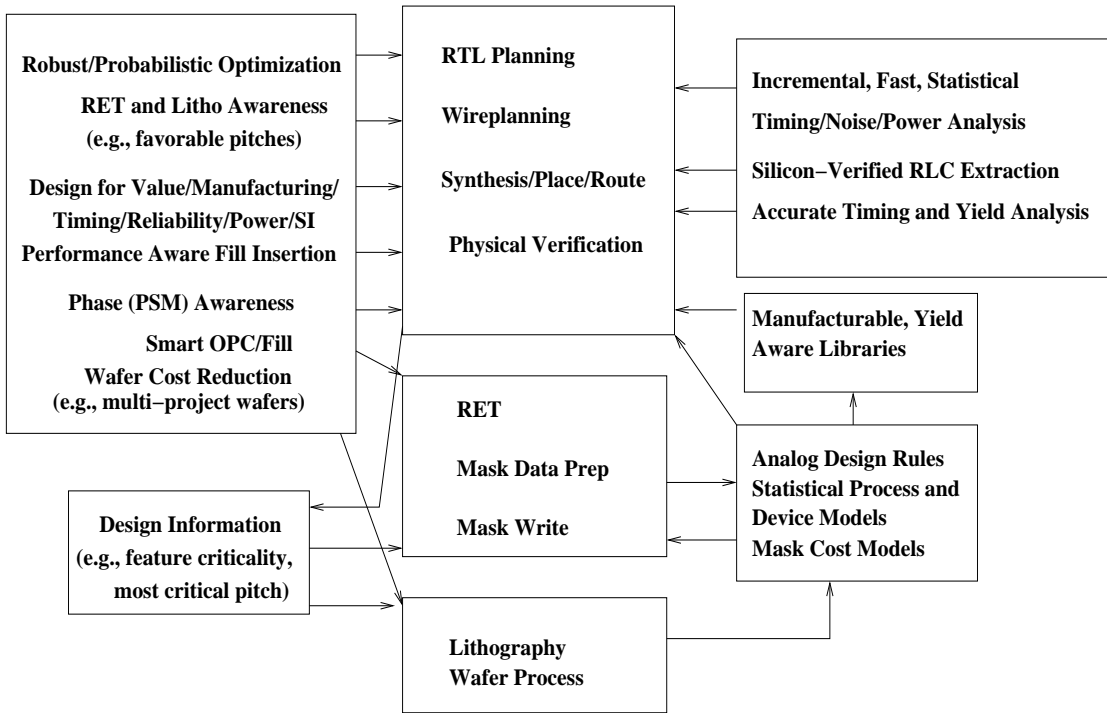 Robust/Probabilistic Optimization
RET and Litho Awareness
(e.g., favorable pitches)
Design for Value/Manufacturing/
Timing/Reliability/Power/SI
Performance Aware Fill Insertion
Phase (PSM) Awareness
Smart OPC/Fill
Wafer Cost Reduction
(e.g., multi−project wafers)
RTL Planning
Wireplanning
Synthesis/Place/Route
Physical Verification
Incremental, Fast, Statistical
Timing/Noise/Power Analysis
Silicon−Verified RLC Extraction
Accurate Timing and Yield Analysis
Manufacturable, Yield
Aware Libraries
RET
Mask Data Prep
Mask Write
Analog Design Rules
Statistical Process and
Device Models
Mask Cost Models
Design Information
(e.g., feature criticality,
most critical pitch)
Lithography
Wafer Process